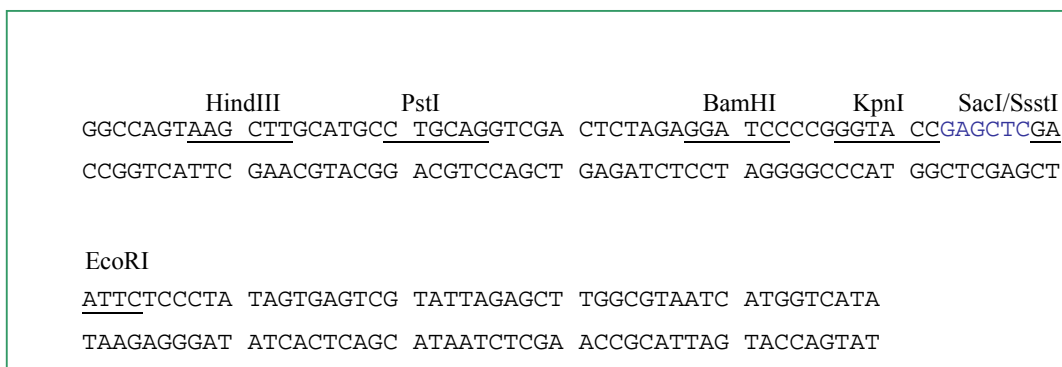 HindIII PstI BamHI KpnI SacI/SsstI
GGCCAGTAAG CTTGCATGCC TGCAGGTCGA CTCTAGAGGA TCCCCGGGTA CCGAGCTCGA
CCGGTCATTC GAACGTACGG ACGTCCAGCT GAGATCTCCT AGGGGCCCAT GGCTCGAGCT
EcoRI
ATTCTCCCTA TAGTGAGTCG TATTAGAGCT TGGCGTAATC ATGGTCATA
TAAGAGGGAT ATCACTCAGC ATAATCTCGA ACCGCATTAG TACCAGTAT